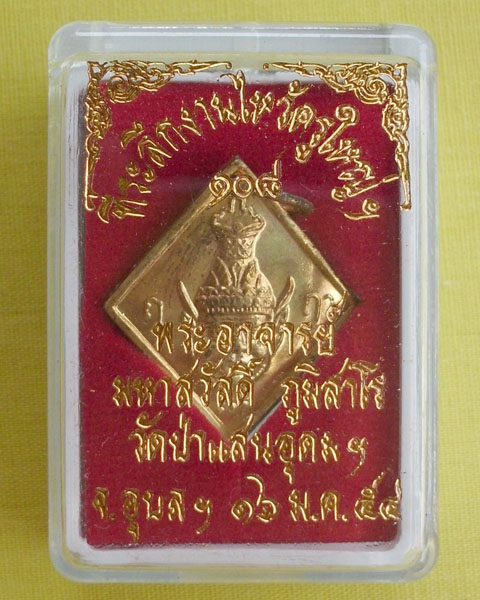 ที่ระลึกงานไหว้ครูใหญ่ฯ
๑๐๘
พระอาจารย์
มหาสวัสดิ์ ภูมิสาโร
วัดป่าแสนอุดมฯ
จ.อุบลฯ ๑๖ ม.ค. ๕๔